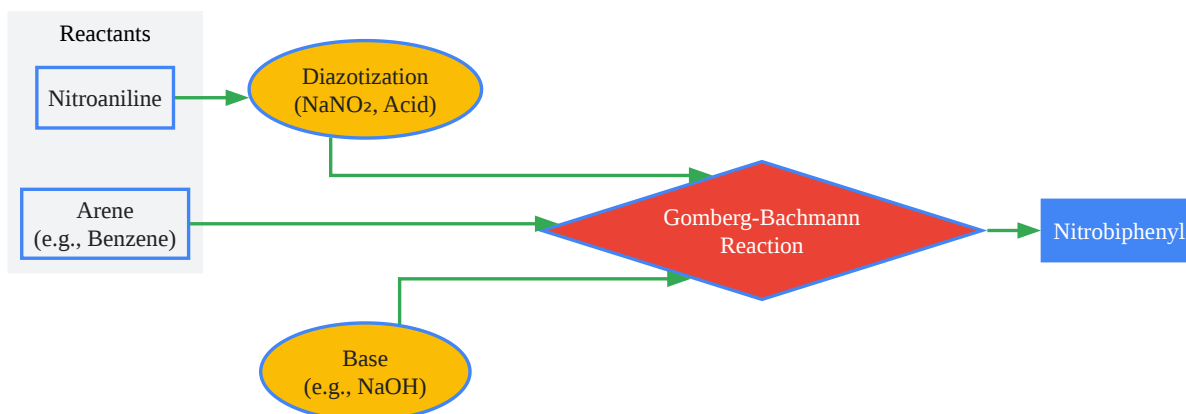 Reactants
Nitroaniline
Diazotization
(NaNO₂, Acid)
Arene
(e.g., Benzene)
Gomberg-Bachmann
Reaction
Nitrobiphenyl
Base
(e.g., NaOH)